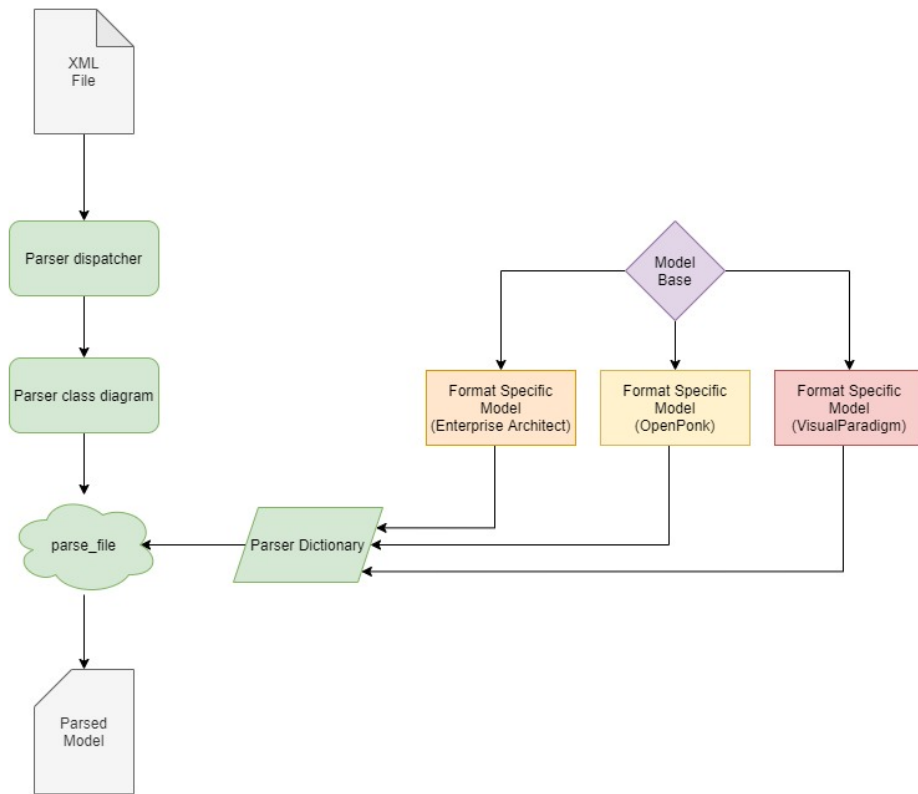 XML
File
Parser dispatcher
Model
Base
Parser class diagram
Format Specific
Model
(Enterprise Architect)
Format Specific
Model
(OpenPonk)
Format Specific
Model
(VisualParadigm)
parse_file
Parser Dictionary
Parsed
Model